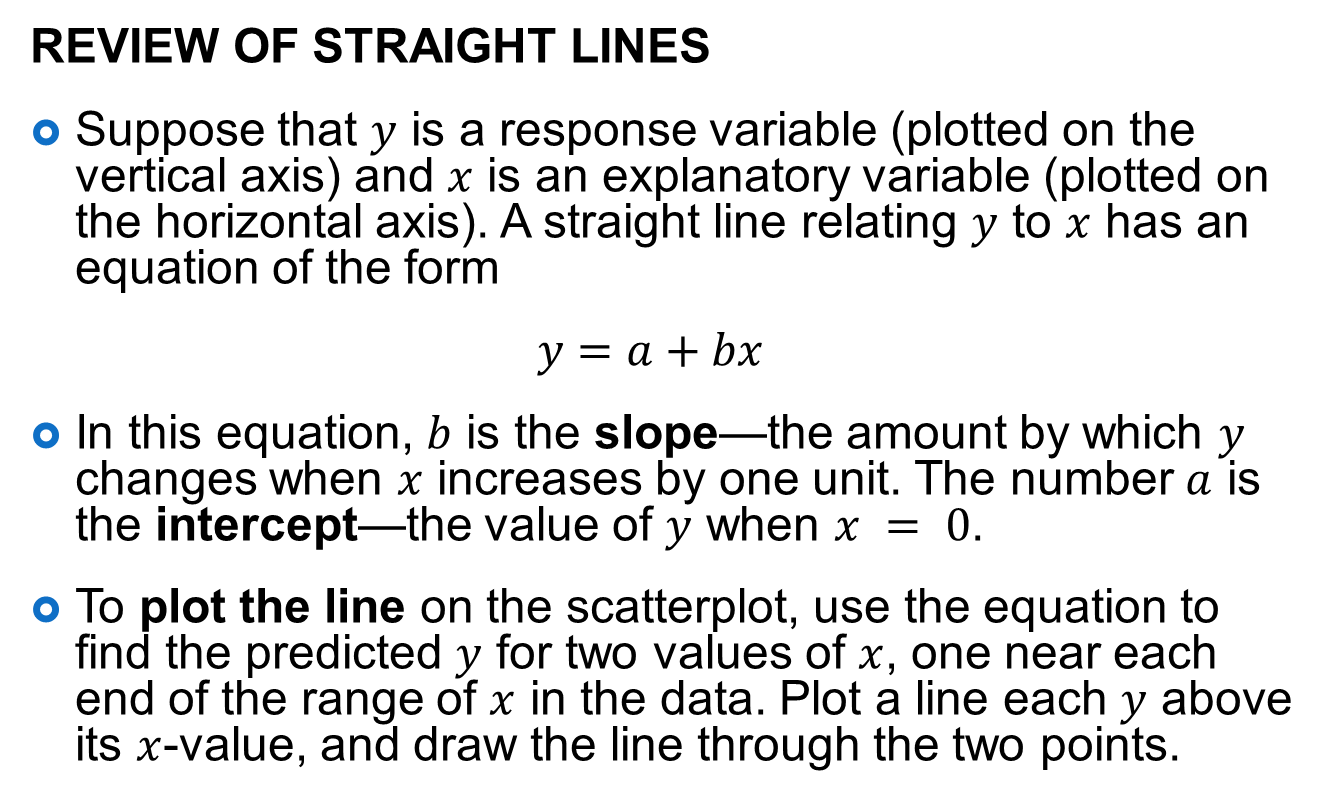 REVIEW OF STRAIGHT LINES
Suppose that y is a response variable (plotted on the
vertical axis) and x is an explanatory variable (plotted on
the horizontal axis). A straight line relating y to x has an
equation of the form
y = a + bx
In this equation, b is the slope—the amount by which y
changes when x increases by one unit. The number a is
the intercept—the value of y when x = 0.
To plot the line on the scatterplot, use the equation to
find the predicted y for two values of x, one near each
end of the range of x in the data. Plot a line each y above
its x-value, and draw the line through the two points.